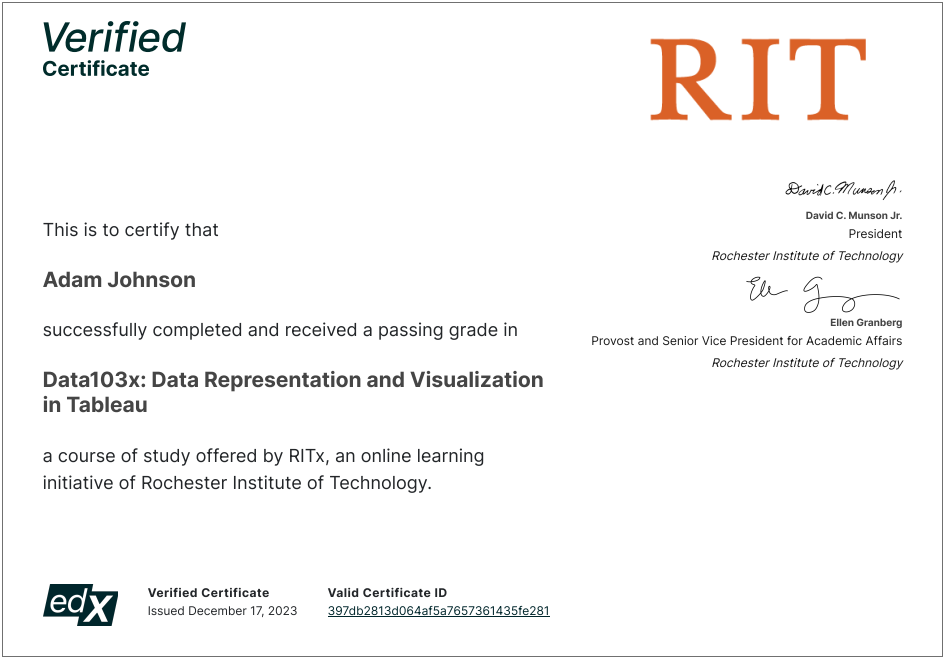 Verified
Certificate
RIT
David C. Munson Jr.
David C. Munson Jr.
President
Rochester Institute of Technology
Ellen Granberg
Provost and Senior Vice President for Academic Affairs
Rochester Institute of Technology
This is to certify that
Adam Johnson
successfully completed and received a passing grade in
Data103x: Data Representation and Visualization
in Tableau
a course of study offered by RITx, an online learning
initiative of Rochester Institute of Technology.
edX
Verified Certificate
Issued December 17, 2023
Valid Certificate ID
397db2813d064af5a7657361435fe281